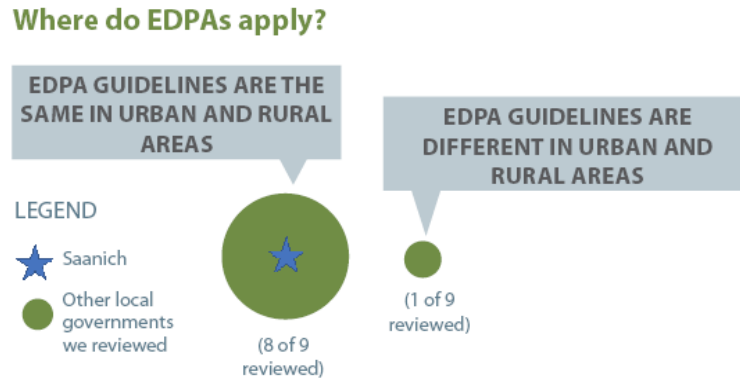 Where do EDPAs apply?
EDPA GUIDELINES ARE THE
SAME IN URBAN AND RURAL
AREAS
EDPA GUIDELINES ARE
DIFFERENT IN URBAN AND
RURAL AREAS
LEGEND
Saanich
Other local
governments
we reviewed
(8 of 9
reviewed)
(1 of 9
reviewed)